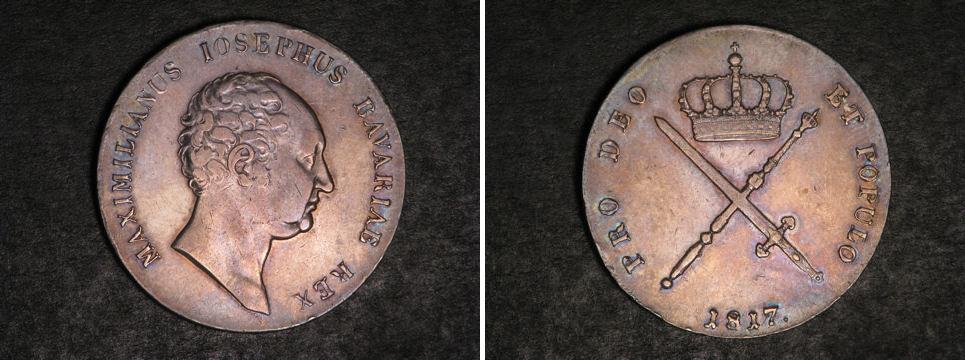 MAXIMILIANUS IOSEPHUS BAVARIAE REX
PRO DEO ET POPULO
1817.